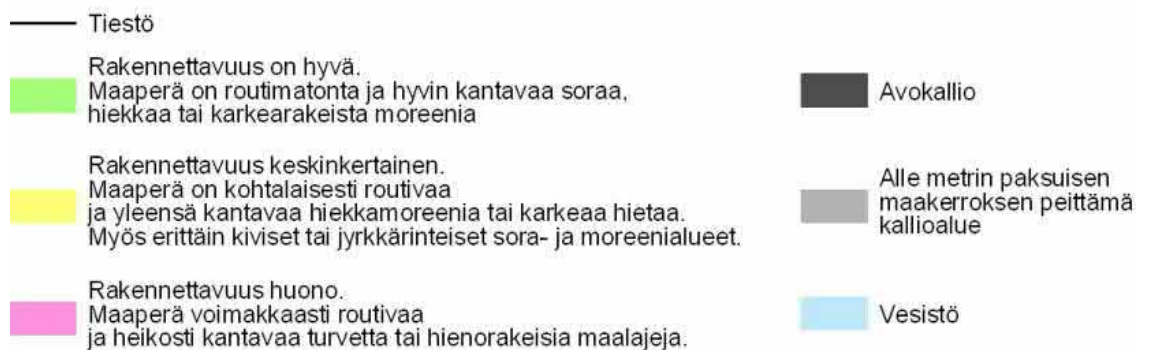 Tiestö
Rakennettavuus on hyvä.
Maaperä on routimatonta ja hyvin kantavaa soraa,
hiekkaa tai karkearakeista moreenia
Rakennettavuus keskinkertainen.
Maaperä on kohtalaisesti routivaa
ja yleensä kantavaa hiekkamoreenia tai karkeaa hietaa.
Myös erittäin kiviset tai jyrkkärinteiset sora- ja moreenialueet.
Rakennettavuus huono.
Maaperä voimakkaasti routivaa
ja heikosti kantavaa turvetta tai hienorakeisia maalajeja.
Avokallio
Alle metrin paksuisen
maakerroksen peittämä
kallioalue
Vesistö